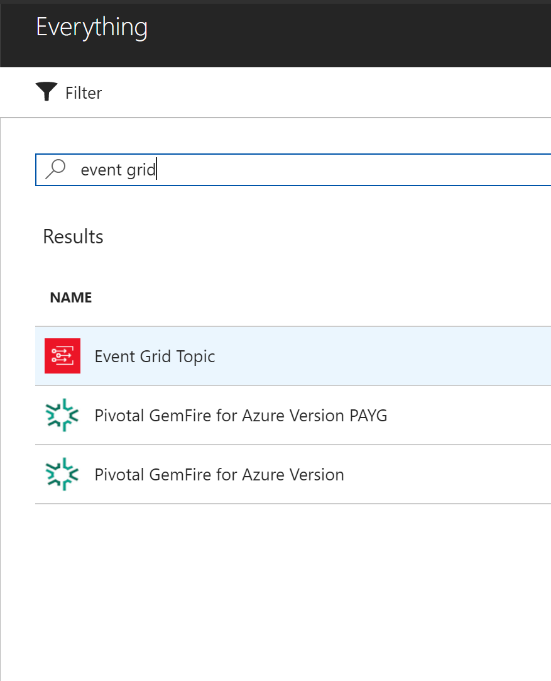 Everything
Filter
event grid
Results
NAME
Event Grid Topic
Pivotal GemFire for Azure Version PAYG
Pivotal GemFire for Azure Version